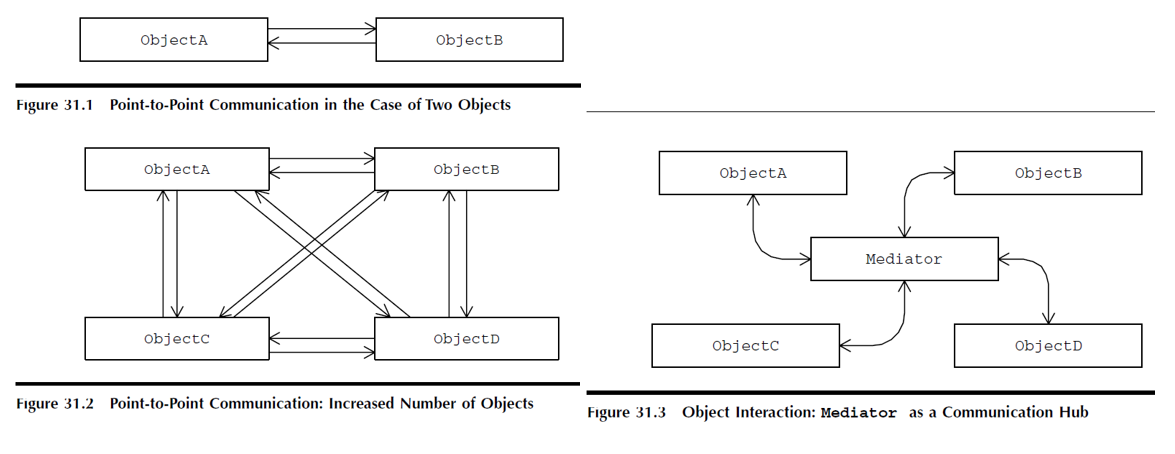 ObjectA
ObjectB
Figure 31.1 Point-to-Point Communication in the Case of Two Objects
ObjectA
ObjectB
ObjectC
ObjectD
Figure 31.2 Point-to-Point Communication: Increased Number of Objects
ObjectA
ObjectB
Mediator
ObjectC
ObjectD
Figure 31.3 Object Interaction: Mediator as a Communication Hub